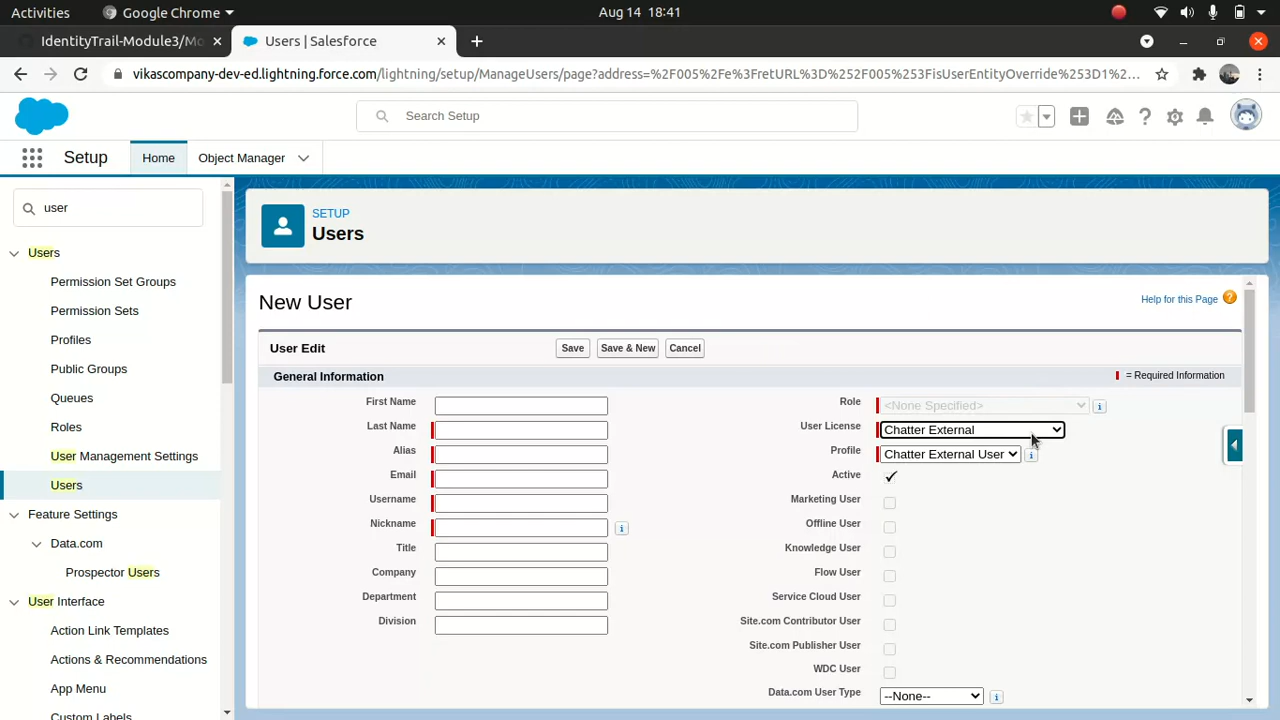 Activities
Google Chrome
Aug 14  18:41
IdentityTrail-Module3/Mo
Users | Salesforce
vikascompany-dev-ed.lightning.force.com/lightning/setup/ManageUsers/page?address=%2F005%2Fe%3FretURL%3D%252F005%253FisUserEntityOverride%253D1%2...
Search Setup
Setup
Home
Object Manager
user
Users
Permission Set Groups
Permission Sets
Profiles
Public Groups
Queues
Roles
User Management Settings
Users
Feature Settings
Data.com
Prospector Users
User Interface
Action Link Templates
Actions & Recommendations
App Menu
Custom Labels
SETUP
Users
New User
Help for this Page
User Edit
Save
Save & New
Cancel
General Information
= Required Information
First Name
Last Name
Alias
Email
Username
Nickname
Title
Company
Department
Division
Role <None Specified>
User License Chatter External
Profile Chatter External User
Active
Marketing User
Offline User
Knowledge User
Flow User
Service Cloud User
Site.com Contributor User
Site.com Publisher User
WDC User
Data.com User Type --None--